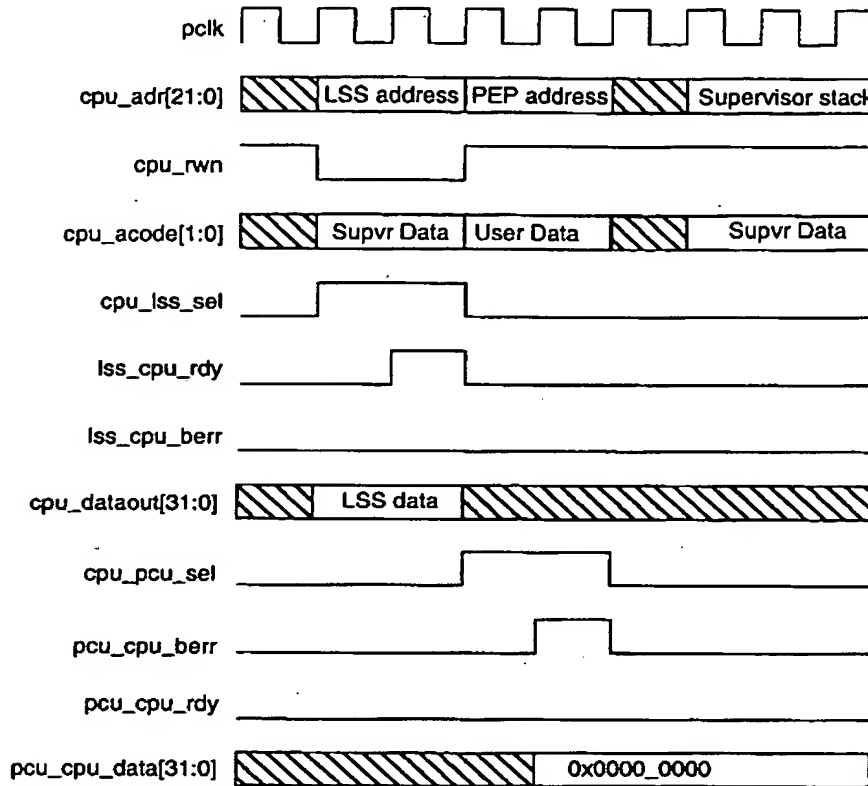 pclk
cpu_adr[21:0] LSS address PEP address Supervisor stack
cpu_rwn
cpu_acode[1:0] Supvr Data User Data Supvr Data
cpu_lss_sel
lss_cpu_rdy
lss_cpu_berr
cpu_dataout[31:0] LSS data
cpu_pcu_sel
pcu_cpu_berr
pcu_cpu_rdy
pcu_cpu_data[31:0] 0x0000_0000